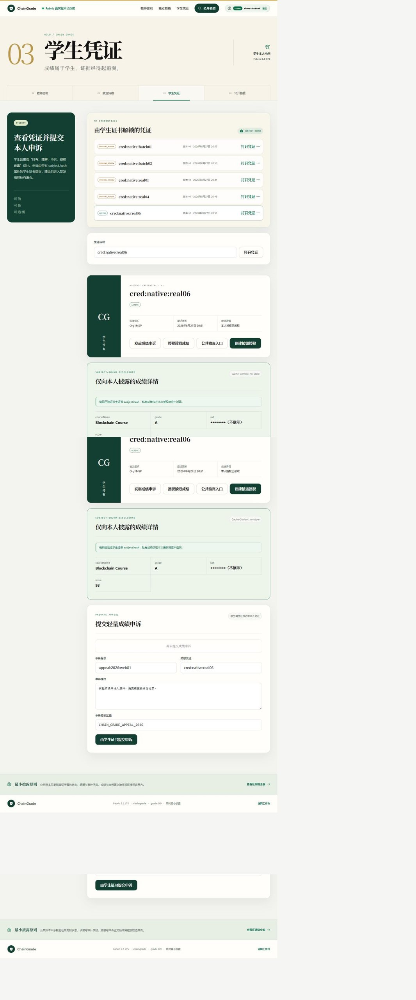 ChainGrade
Fabric 真实账本已连接
教师签发
独立复核
学生凭证
公开验真
STUDENT
demo-student
退出
HOLD / CHAIN GRADE
03
学生凭证
成绩属于学生，证据经得起追溯。
学生本人空间
Fabric 2.5 LTS
01 教师签发
02 独立复核
03 学生凭证
04 公开验真
STUDENT
查看凭证并提交
本人申诉
学生端围绕“持有、理解、申诉、授权
披露”设计。申诉由带有 subject.hash
属性的学生证书提交，理由只进入签发
组织私有集合。
可信
可验
可追溯
MY CREDENTIALS
由学生证书解锁的凭证
SUBJECT BOUND
PENDING_REVIEW cred:native:batch01 版本 v1 · 2026年8月27日 20:53 打开凭证 →
PENDING_REVIEW cred:native:batch02 版本 v1 · 2026年8月27日 20:53 打开凭证 →
PENDING_REVIEW cred:native:real01 版本 v1 · 2026年8月27日 20:41 打开凭证 →
PENDING_REVIEW cred:native:real04 版本 v1 · 2026年8月27日 20:48 打开凭证 →
ACTIVE cred:native:real06 版本 v1 · 2026年8月27日 20:51 打开凭证 →
凭证标识
cred:native:real06
打开凭证
CG
学生持有
ACADEMIC CREDENTIAL · v1
cred:native:real06
ACTIVE
签发组织
Org1MSP
最近更新
2026年8月27日 20:51
成绩详情
本人授权已读取
发起成绩申诉
授权读取成绩
公共验真入口
创建披露授权
SUBJECT-BOUND DISCLOSURE
仅向本人披露的成绩详情
Cache-Control: no-store
链码已验证学生证书 subject.hash，私有成绩仅在本次授权响应中返回。
courseName
Blockchain Course
grade
A
salt
••••••••（不展示）
score
cred:native:real06
ACTIVE
CG
学生持有
签发组织
Org1MSP
最近更新
2026年8月27日 20:51
成绩详情
本人授权已读取
发起成绩申诉
授权读取成绩
公共验真入口
创建披露授权
SUBJECT-BOUND DISCLOSURE
仅向本人披露的成绩详情
Cache-Control: no-store
链码已验证学生证书 subject.hash，私有成绩仅在本次授权响应中返回。
courseName
Blockchain Course
grade
A
salt
••••••••（不展示）
score
93
PRIVATE APPEAL
提交轻量成绩申诉
学生属性证书约束本人凭证
尚未提交成绩申诉
申诉标识
appeal:2026:web01
关联凭证
cred:native:real06
申诉理由
实验成绩未计入总评，请复核原始评分记录。
申诉隐私盐值
CHAIN_GRADE_APPEAL_2026
由学生证书提交申诉
最小披露原则
公共账本只承载验证所需的状态、承诺与审计字段，成绩与申诉正文始终留在授权边界内。
查看证据链全貌 →
ChainGrade
Fabric 2.5 LTS · chaingrade · grade 0.9 · 限时最小披露
返回工作台
由学生证书提交申诉
最小披露原则
公共账本只承载验证所需的状态、承诺与审计字段，成绩与申诉正文始终留在授权边界内。
查看证据链全貌 →
ChainGrade
Fabric 2.5 LTS · chaingrade · grade 0.9 · 限时最小披露
返回工作台